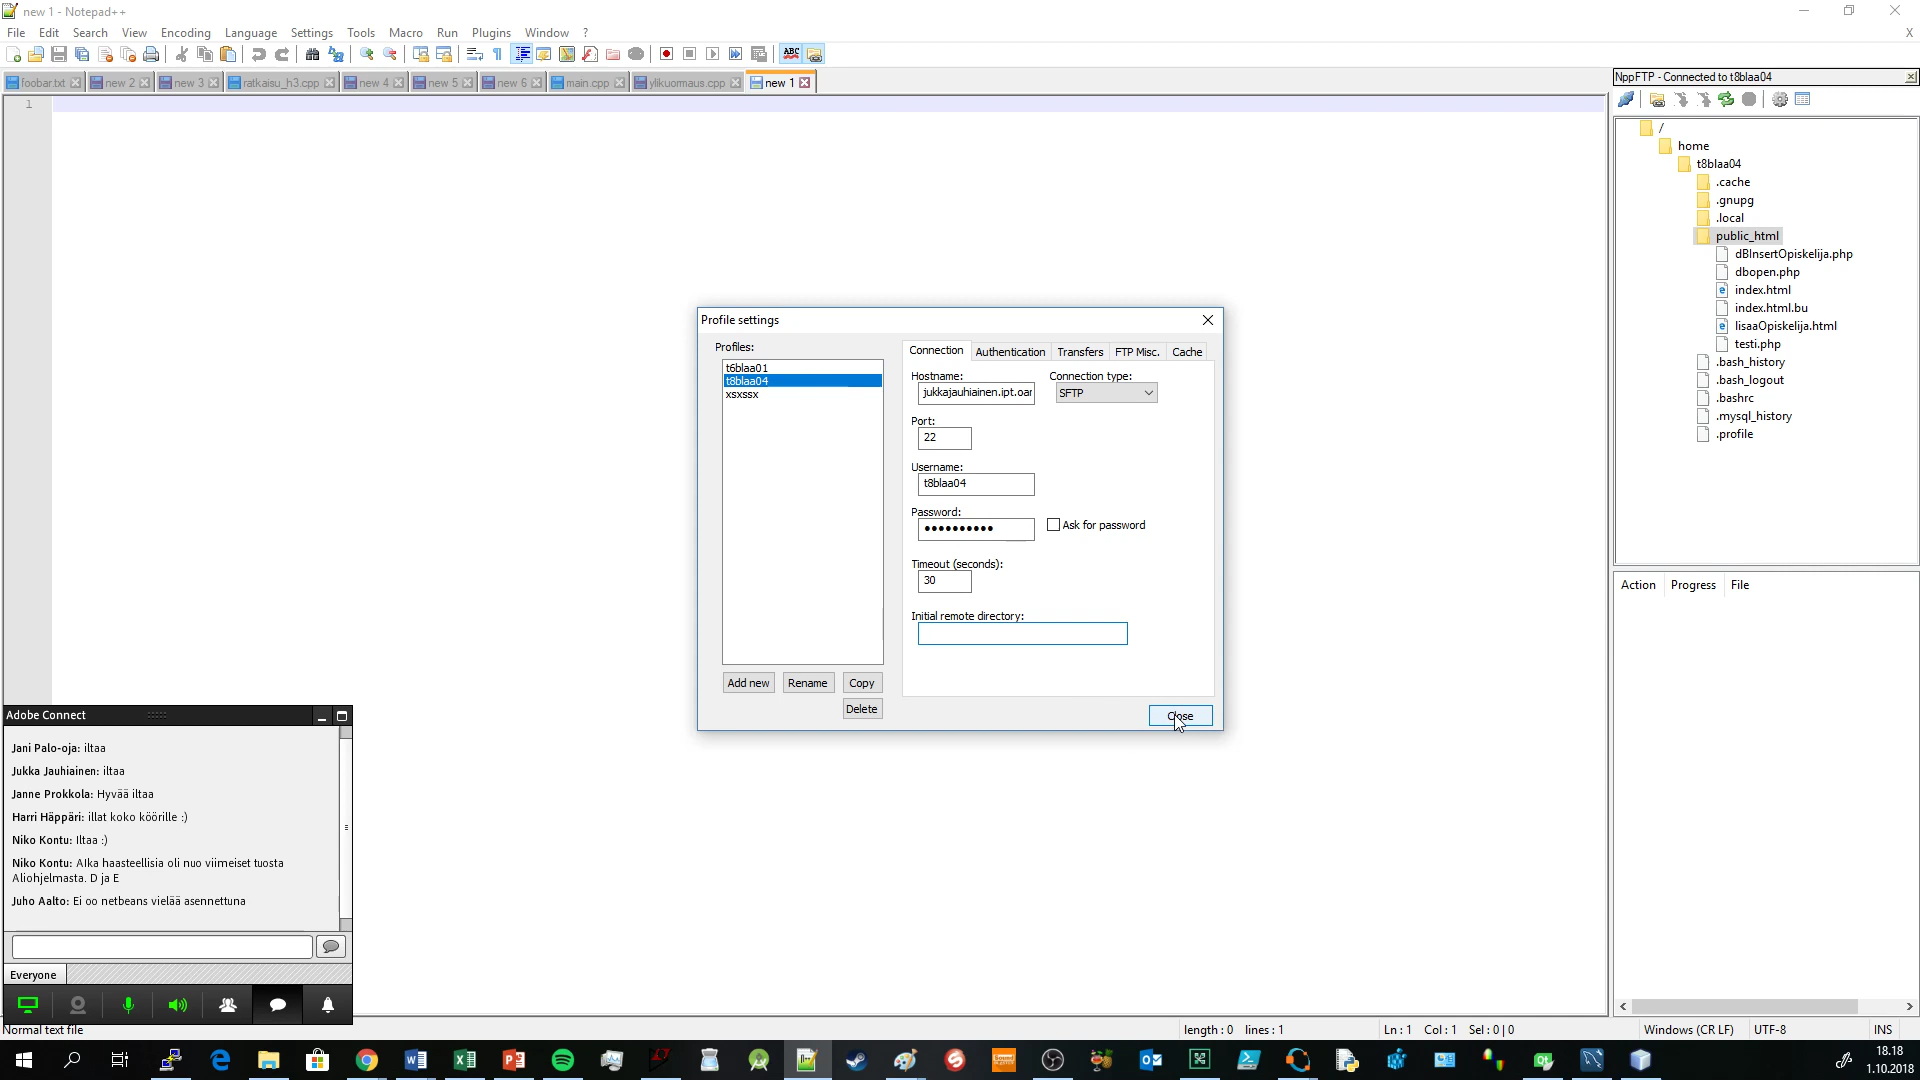 new 1 - Notepad++
File Edit Search View Encoding Language Settings Tools Macro Run Plugins Window ? X
foobar.txt new 2 new 3 ratkaisu_h3.cpp new 4 new 5 new 6 main.cpp ylikuormaus.cpp new 1
1
NppFTP - Connected to t8blaa04
/
home
t8blaa04
.cache
.gnupg
.local
public_html
dBInsertOpiskelija.php
dbopen.php
index.html
index.html.bu
lisaaOpiskelija.html
testi.php
.bash_history
.bash_logout
.bashrc
.mysql_history
.profile
Action Progress File
Profile settings
Profiles:
t6blaa01
t8blaa04
xsxssx
Add new Rename Copy
Delete
Connection Authentication Transfers FTP Misc. Cache
Hostname: Connection type:
jukkajauhiainen.ipt.oar SFTP
Port:
22
Username:
t8blaa04
Password:
Ask for password
Timeout (seconds):
30
Initial remote directory:
Close
Adobe Connect
Jani Palo-oja: iltaa
Jukka Jauhiainen: iltaa
Janne Prokkola: Hyvää iltaa
Harri Häppäri: illat koko köörille :)
Niko Kontu: Iltaa :)
Niko Kontu: AIka haasteellisia oli nuo viimeiset tuosta
Aliohjelmasta. D ja E
Juho Aalto: Ei oo netbeans vielää asennettuna
Everyone
Normal text file length : 0 lines : 1 Ln : 1 Col : 1 Sel : 0 | 0 Windows (CR LF) UTF-8 INS
18.18
1.10.2018